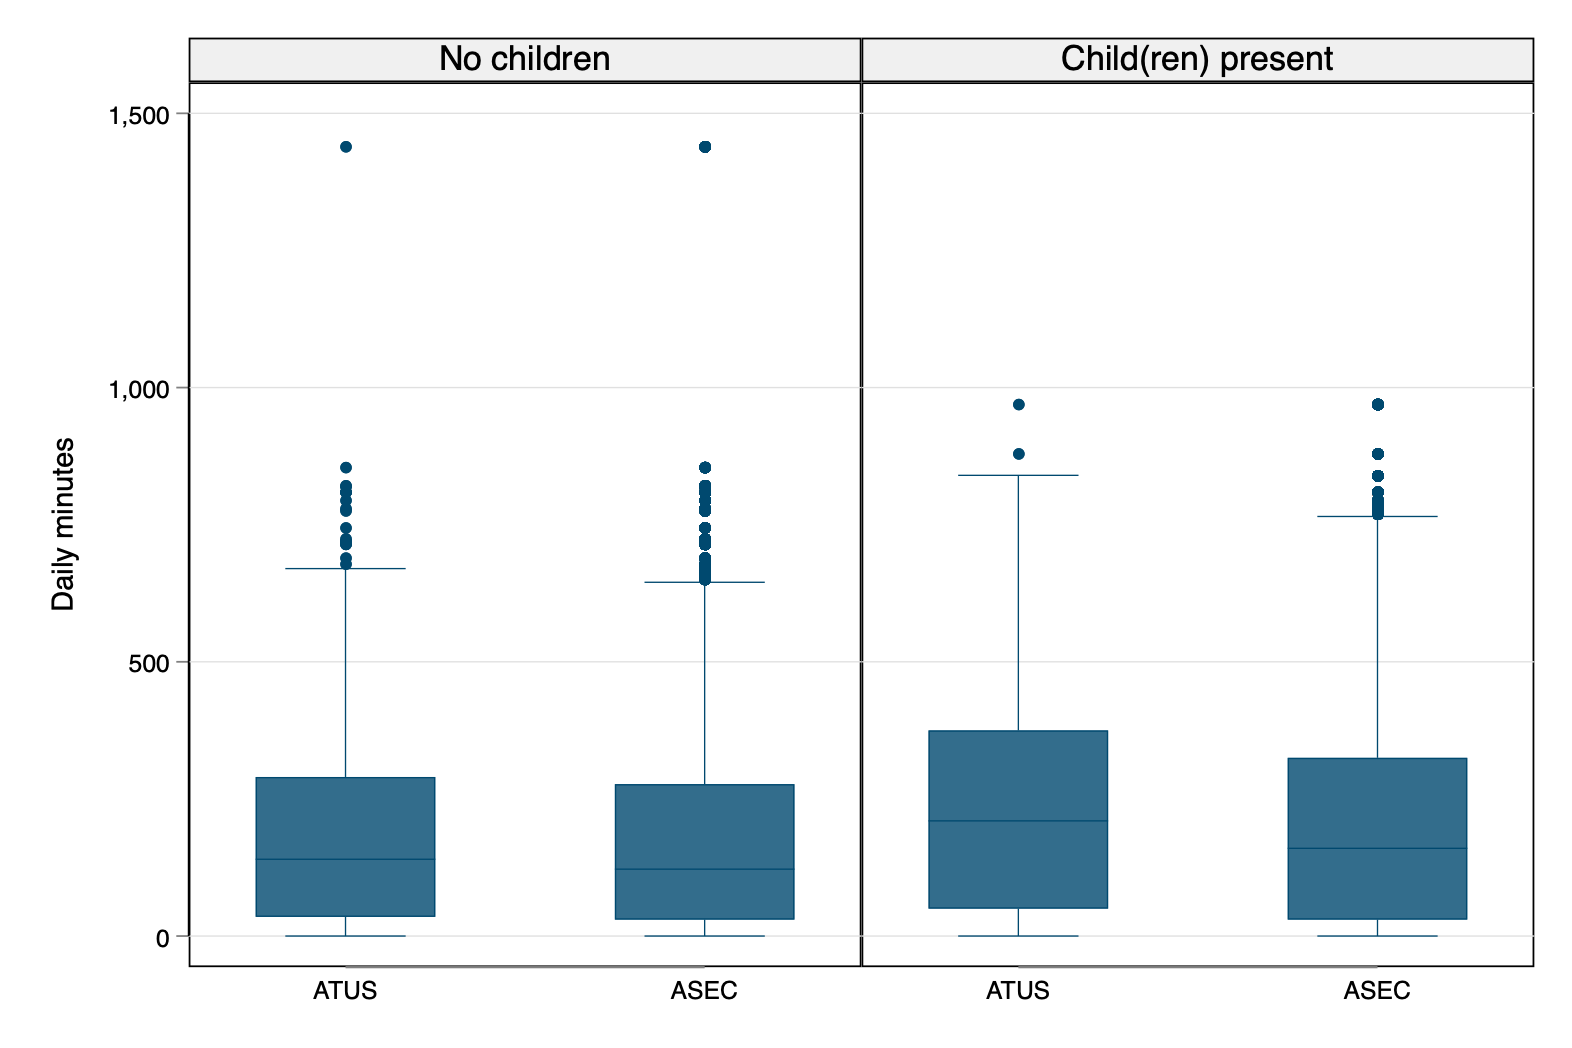 No children
Child(ren) present
1,500
1,000
500
0
Daily minutes
ATUS
ASEC
ATUS
ASEC